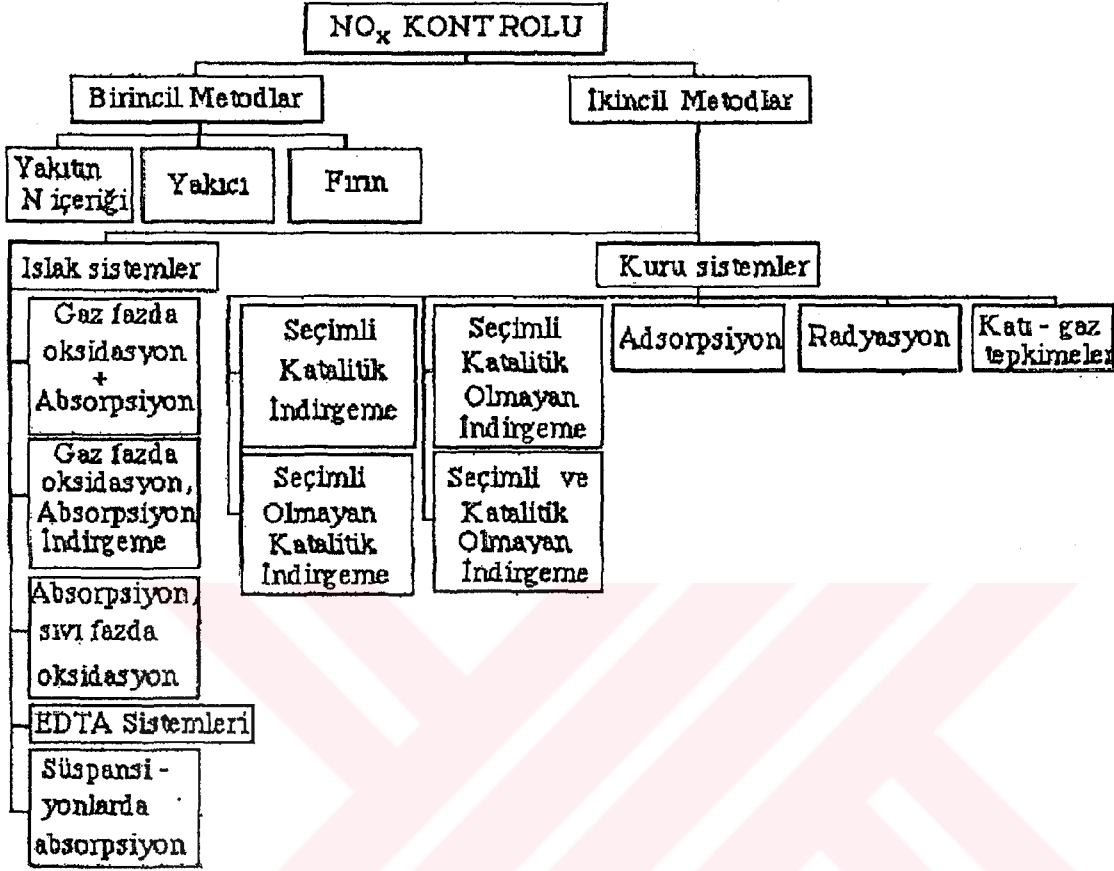 NOx KONTROLU
Birincil Metodlar
İkincil Metodlar
Yakıtın
N içeriği
Yakıcı
Fırın
Islak sistemler
Kuru sistemler
Gaz fazda
oksidasyon
+
Absorpsiyon
Gaz fazda
oksidasyon,
Absorpsiyon
İndirgeme
Absorpsiyon,
sıvı fazda
oksidasyon
EDTA Sistemleri
Süspansi -
yonlarda
absorpsiyon
Seçimli
Katalitik
İndirgeme
Seçimli
Olmayan
Katalitik
İndirgeme
Seçimli
Katalitik
Olmayan
İndirgeme
Seçimli ve
Katalitik
Olmayan
İndirgeme
Adsorpsiyon
Radyasyon
Katı - gaz
tepkimeler